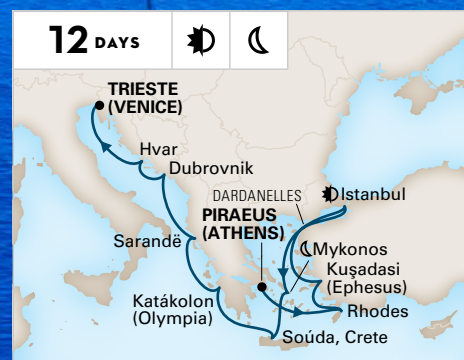 12 DAYS
TRIESTE
(VENICE)
Hvar
Dubrovnik
DARDANELLES
Istanbul
PIRAEUS
(ATHENS)
Sarandë
Mykonos
Kuşadasi
(Ephesus)
Katákolon
(Olympia)
Rhodes
Soúda, Crete